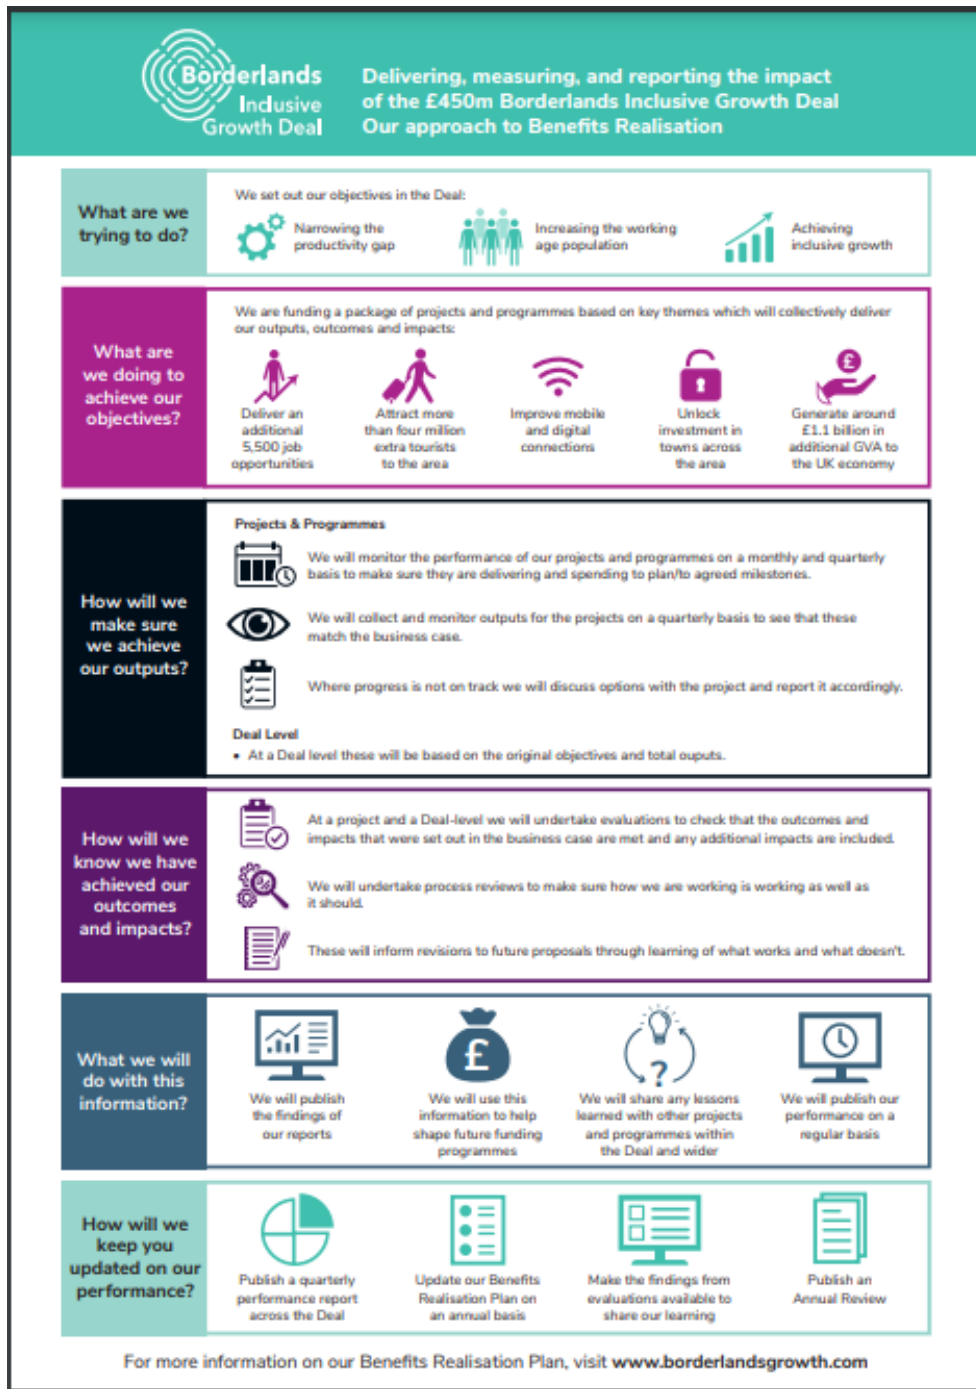 Borderlands
Inclusive
Growth Deal
Delivering, measuring, and reporting the impact
of the £450m Borderlands Inclusive Growth Deal
Our approach to Benefits Realisation
What are we
trying to do?
We set out our objectives in the Deal:
Narrowing the
productivity gap
Increasing the working
age population
Achieving
inclusive growth
What are
we doing to
achieve our
objectives?
We are funding a package of projects and programmes based on key themes which will collectively deliver
our outputs, outcomes and impacts:
Deliver an
additional
5,500 job
opportunities
Attract more
than four million
extra tourists
to the area
Improve mobile
and digital
connections
Unlock
investment in
towns across
the area
£
Generate around
£1.1 billion in
additional GVA to
the UK economy
How will we
make sure
we achieve
our outputs?
Projects & Programmes
We will monitor the performance of our projects and programmes on a monthly and quarterly
basis to make sure they are delivering and spending to plan/to agreed milestones.
We will collect and monitor outputs for the projects on a quarterly basis to see that these
match the business case.
Where progress is not on track we will discuss options with the project and report it accordingly.
Deal Level
• At a Deal level these will be based on the original objectives and total ouputs.
How will we
know we have
achieved our
outcomes
and impacts?
At a project and a Deal-level we will undertake evaluations to check that the outcomes and
impacts that were set out in the business case are met and any additional impacts are included.
We will undertake process reviews to make sure how we are working is working as well as
it should.
These will inform revisions to future proposals through learning of what works and what doesn't.
What we will
do with this
information?
We will publish
the findings of
our reports
£
We will use this
information to help
shape future funding
programmes
?
We will share any lessons
learned with other projects
and programmes within
the Deal and wider
We will publish our
performance on a
regular basis
How will we
keep you
updated on our
performance?
Publish a quarterly
performance report
across the Deal
Update our Benefits
Realisation Plan on
an annual basis
Make the findings from
evaluations available to
share our learning
Publish an
Annual Review
For more information on our Benefits Realisation Plan, visit www.borderlandsgrowth.com